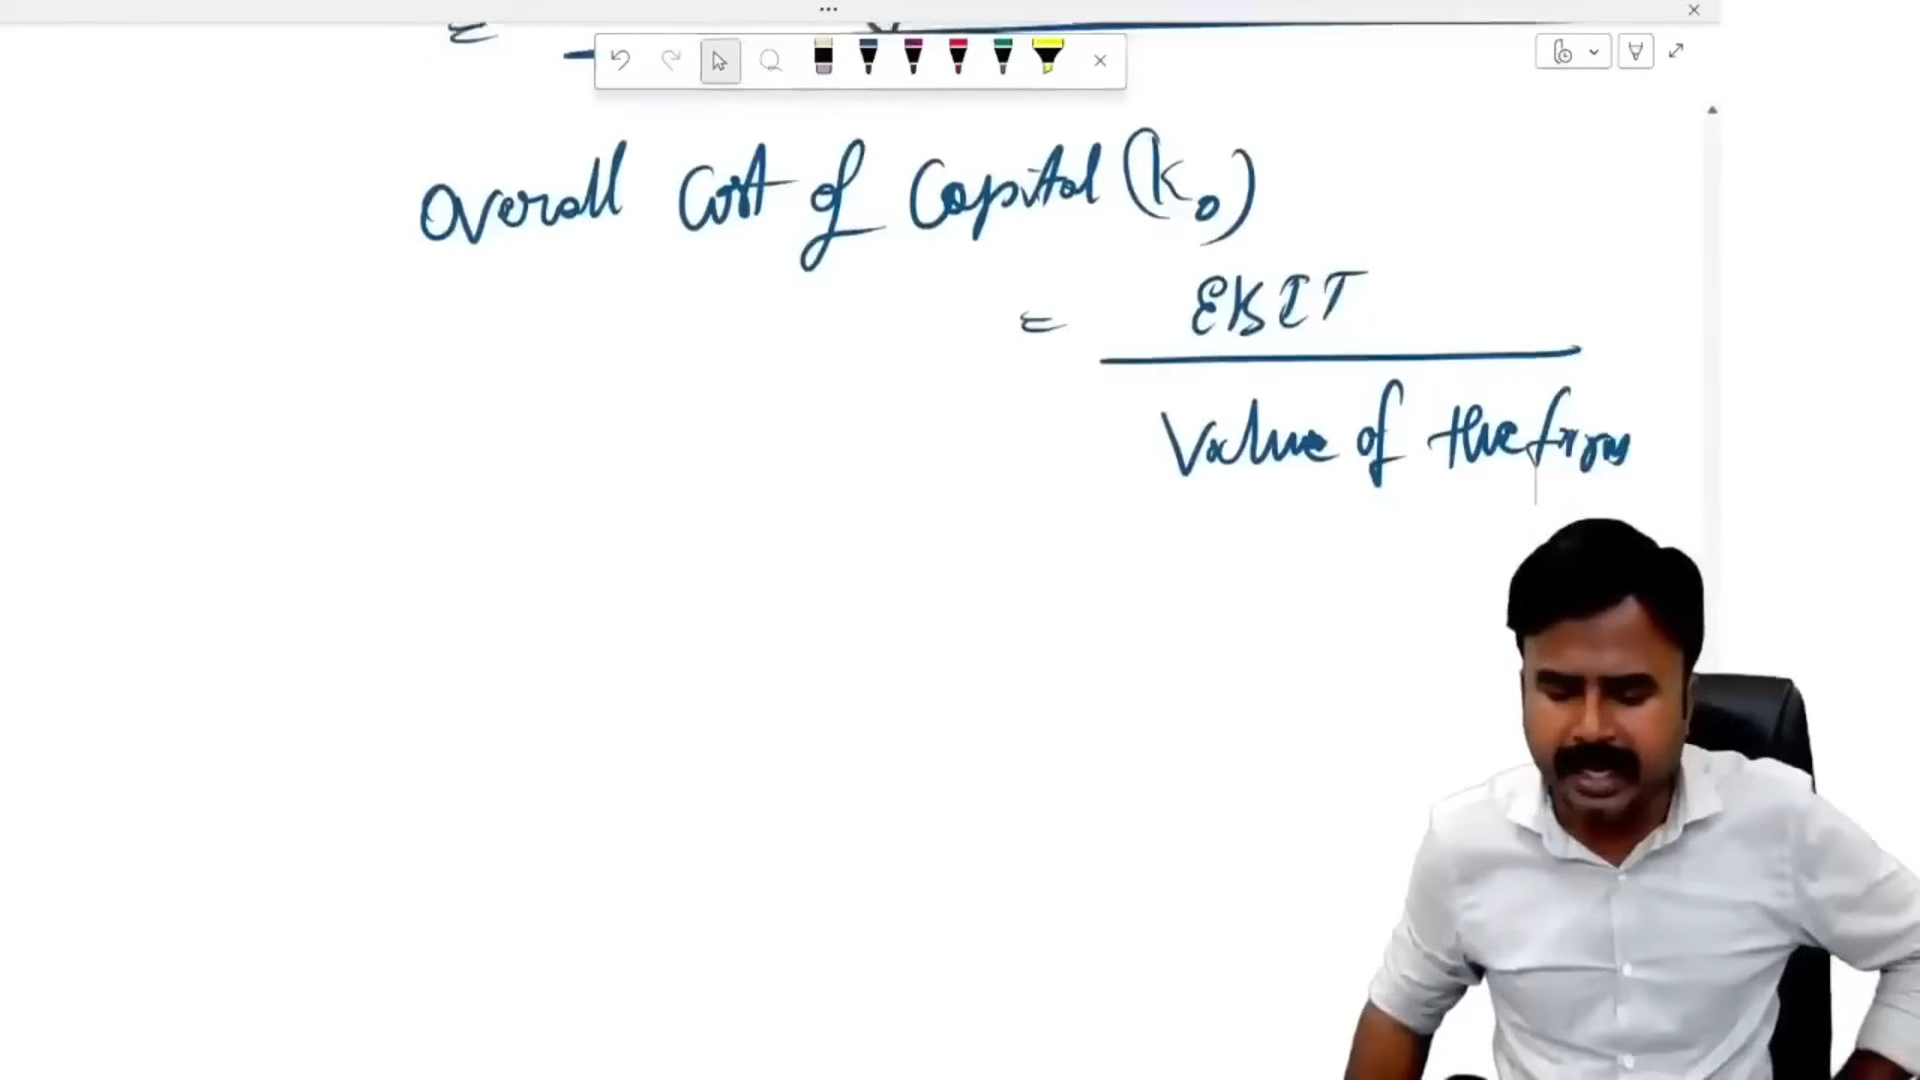 Overall Cost of Capital (K₀)
= EBIT
Value of the firm